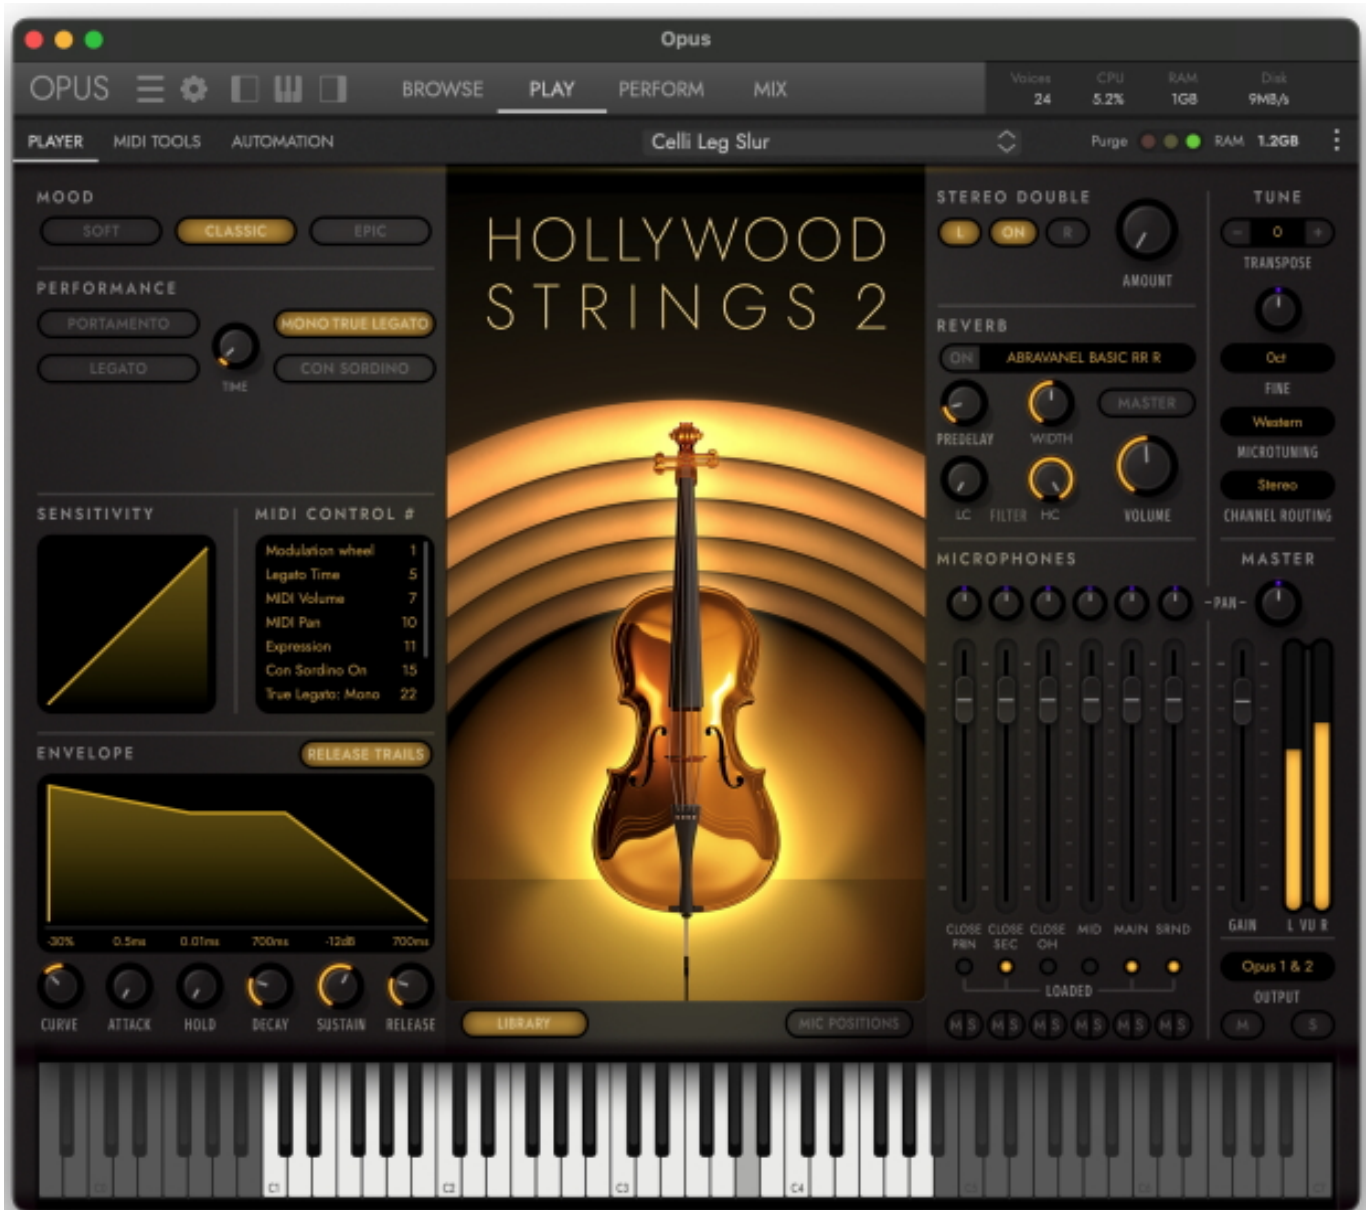 Opus
OPUS BROWSE PLAY PERFORM MIX
Voices CPU RAM Disk
24 5.2% 1GB 9MB/s
PLAYER MIDI TOOLS AUTOMATION Celli Leg Slur Purge RAM 1.2GB
MOOD
SOFT CLASSIC EPIC
PERFORMANCE
PORTAMENTO MONO TRUE LEGATO
LEGATO CON SORDINO
TIME
SENSITIVITY
MIDI CONTROL #
Modulation wheel 1
Legato Time 5
MIDI Volume 7
MIDI Pan 10
Expression 11
Con Sordino On 15
True Legato: Mono 22
ENVELOPE RELEASE TRAILS
-30% 0.5ms 0.01ms 700ms -12dB 700ms
CURVE ATTACK HOLD DECAY SUSTAIN RELEASE
HOLLYWOOD
STRINGS 2
LIBRARY MIC POSITIONS
STEREO DOUBLE
L ON R
AMOUNT
REVERB
ON ABRAVANEL BASIC RR R
MASTER
PREDELAY WIDTH
LC FILTER HC VOLUME
MICROPHONES
-PAN-
CLOSE PRN
CLOSE SEC
CLOSE OH
MID
MAIN
SRND
LOADED
M S M S M S M S M S M S
TUNE
- 0 +
TRANSPOSE
0ct
FINE
Western
MICROTUNING
Stereo
CHANNEL ROUTING
MASTER
GAIN L VU R
Opus 1 & 2
OUTPUT
M S
C0 C1 C2 C3 C4 C5 C6 C7